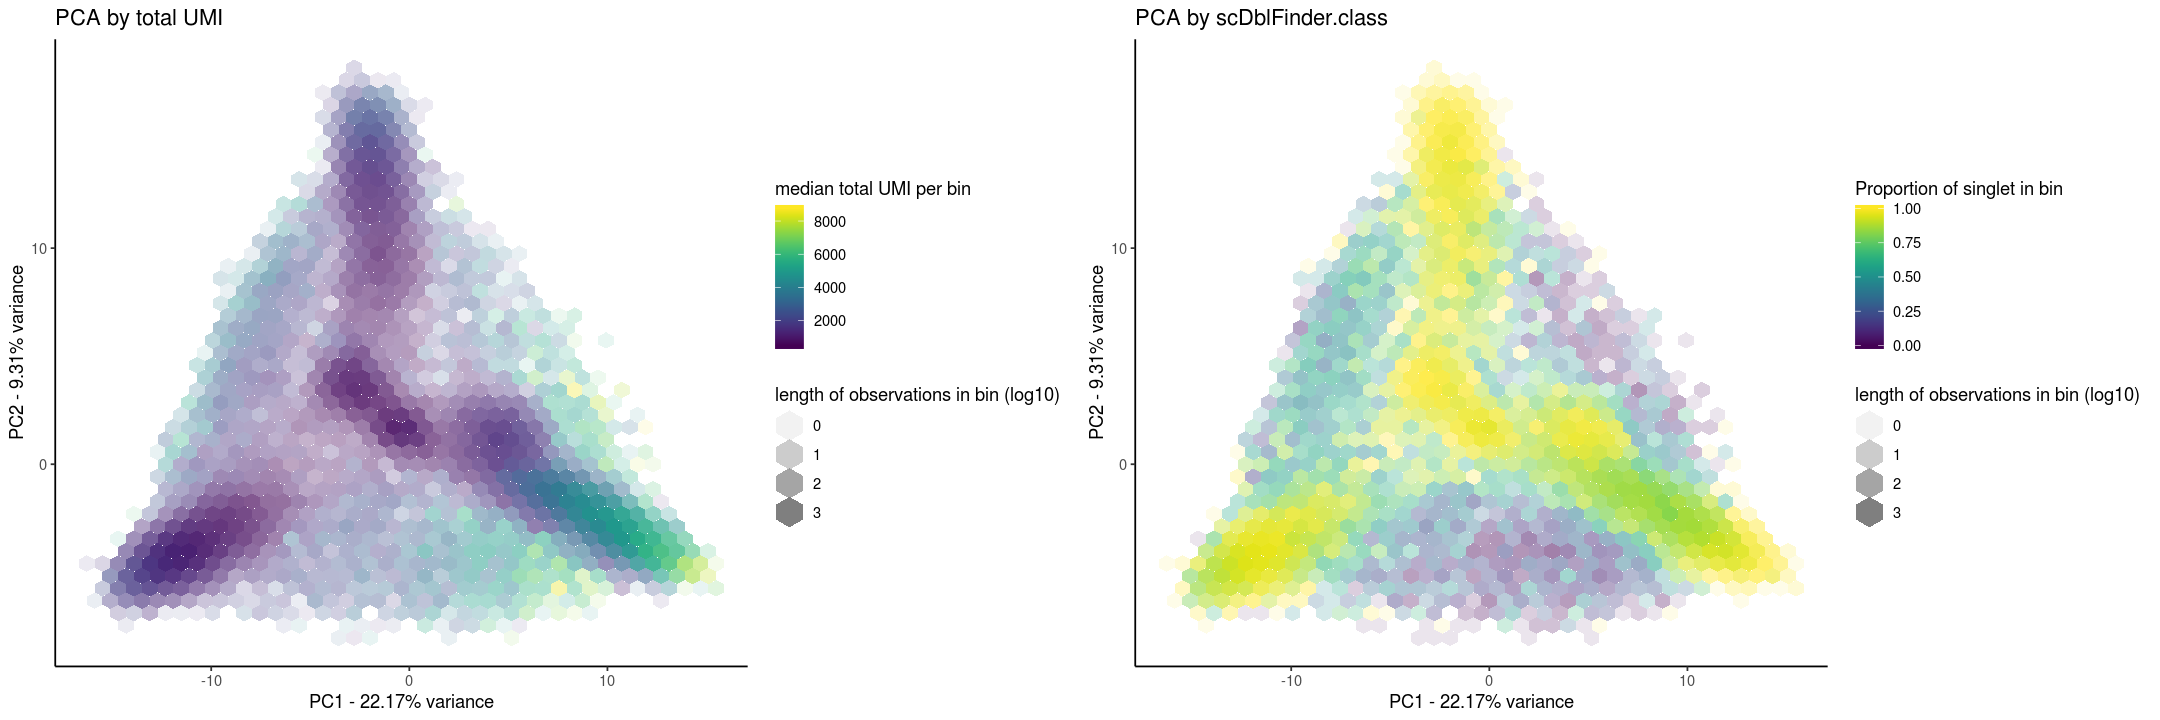 PCA by total UMI
PC2 - 9.31% variance
10
0
-10
0
10
PC1 - 22.17% variance
median total UMI per bin
8000
6000
4000
2000
length of observations in bin (log10)
0
1
2
3
PCA by scDblFinder.class
PC2 - 9.31% variance
10
0
-10
0
10
PC1 - 22.17% variance
Proportion of singlet in bin
1.00
0.75
0.50
0.25
0.00
length of observations in bin (log10)
0
1
2
3